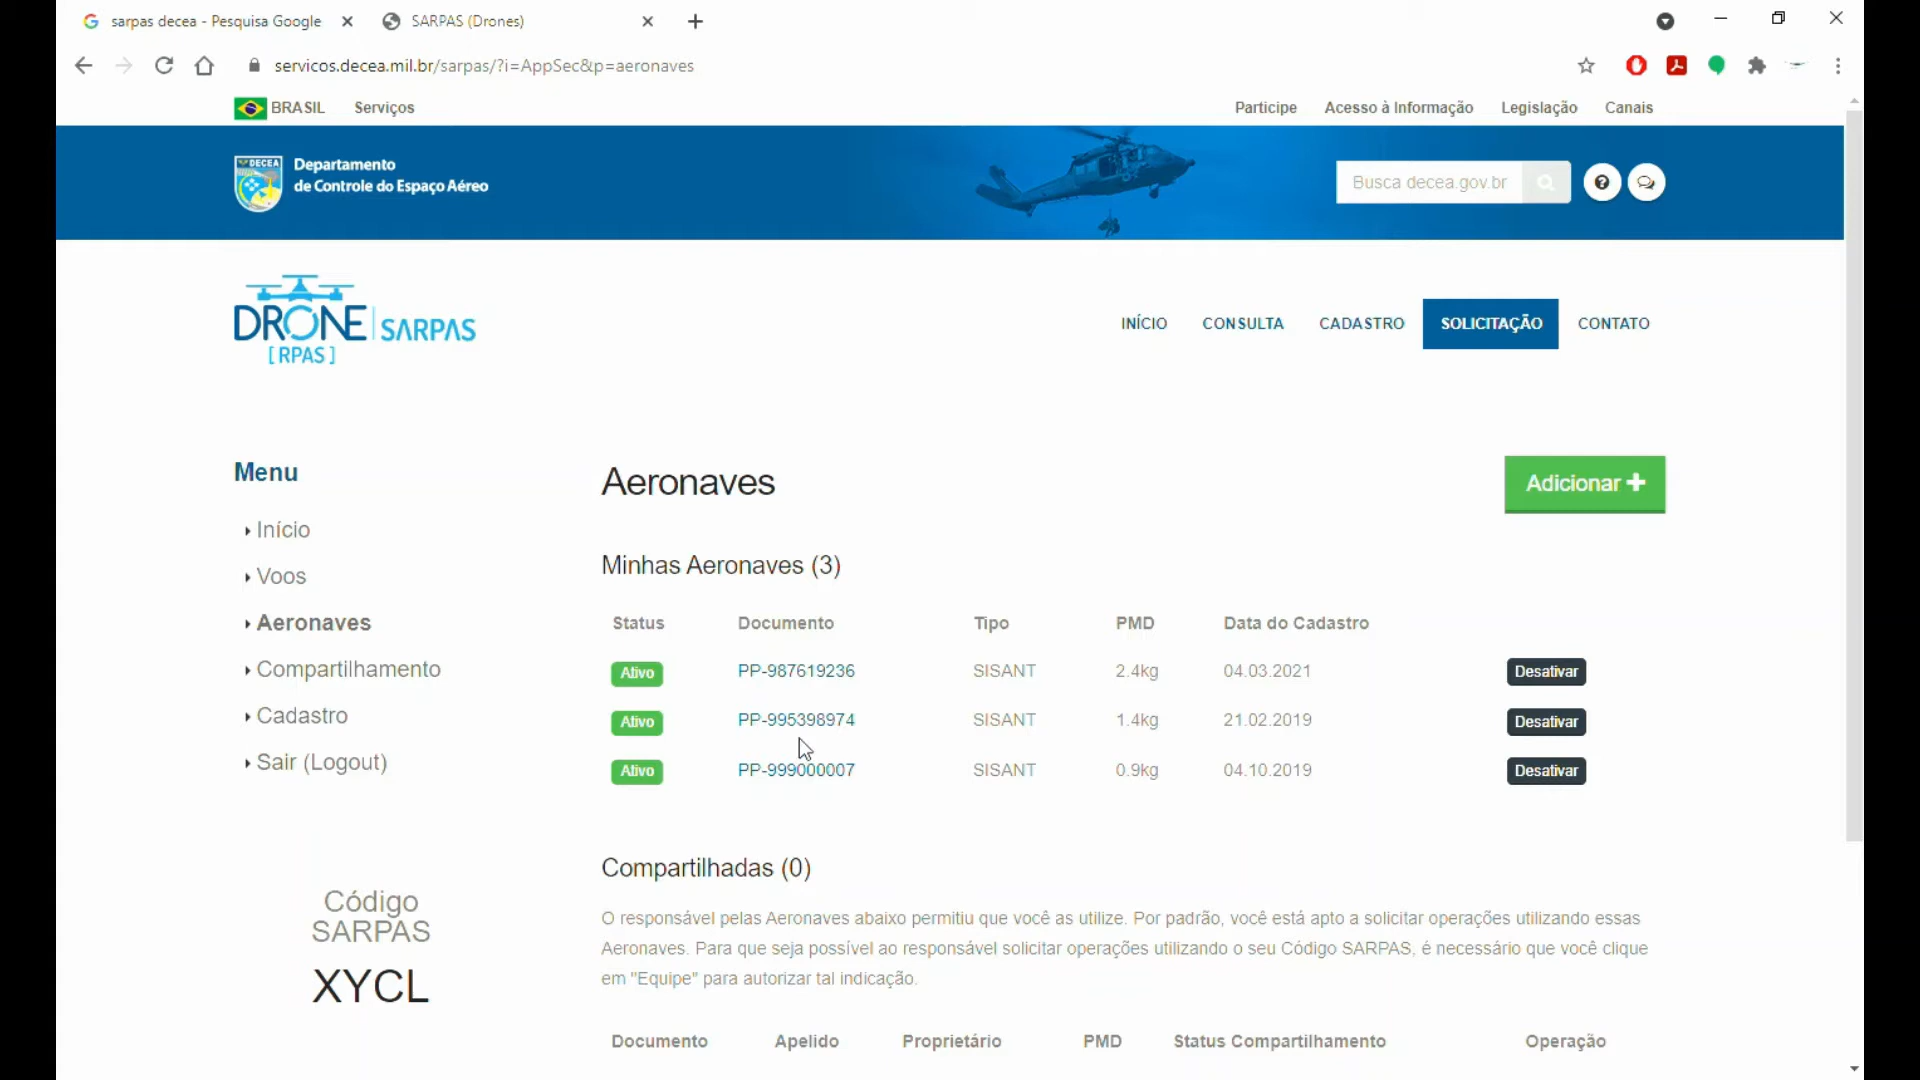 sarpas decea - Pesquisa Google
SARPAS (Drones)
servicos.decea.mil.br/sarpas/?i=AppSec&p=aeronaves
BRASIL Serviços Participe Acesso à Informação Legislação Canais
DECEA
Departamento
de Controle do Espaço Aéreo
Busca decea.gov.br
DRONE SARPAS
[RPAS]
INÍCIO CONSULTA CADASTRO SOLICITAÇÃO CONTATO
Menu
Início
Voos
Aeronaves
Compartilhamento
Cadastro
Sair (Logout)
Código
SARPAS
XYCL
Aeronaves
Adicionar
Minhas Aeronaves (3)
Status Documento Tipo PMD Data do Cadastro
Ativo PP-987619236 SISANT 2.4kg 04.03.2021 Desativar
Ativo PP-995398974 SISANT 1.4kg 21.02.2019 Desativar
Ativo PP-999000007 SISANT 0.9kg 04.10.2019 Desativar
Compartilhadas (0)
O responsável pelas Aeronaves abaixo permitiu que você as utilize. Por padrão, você está apto a solicitar operações utilizando essas
Aeronaves. Para que seja possível ao responsável solicitar operações utilizando o seu Código SARPAS, é necessário que você clique
em "Equipe" para autorizar tal indicação.
Documento Apelido Proprietário PMD Status Compartilhamento Operação